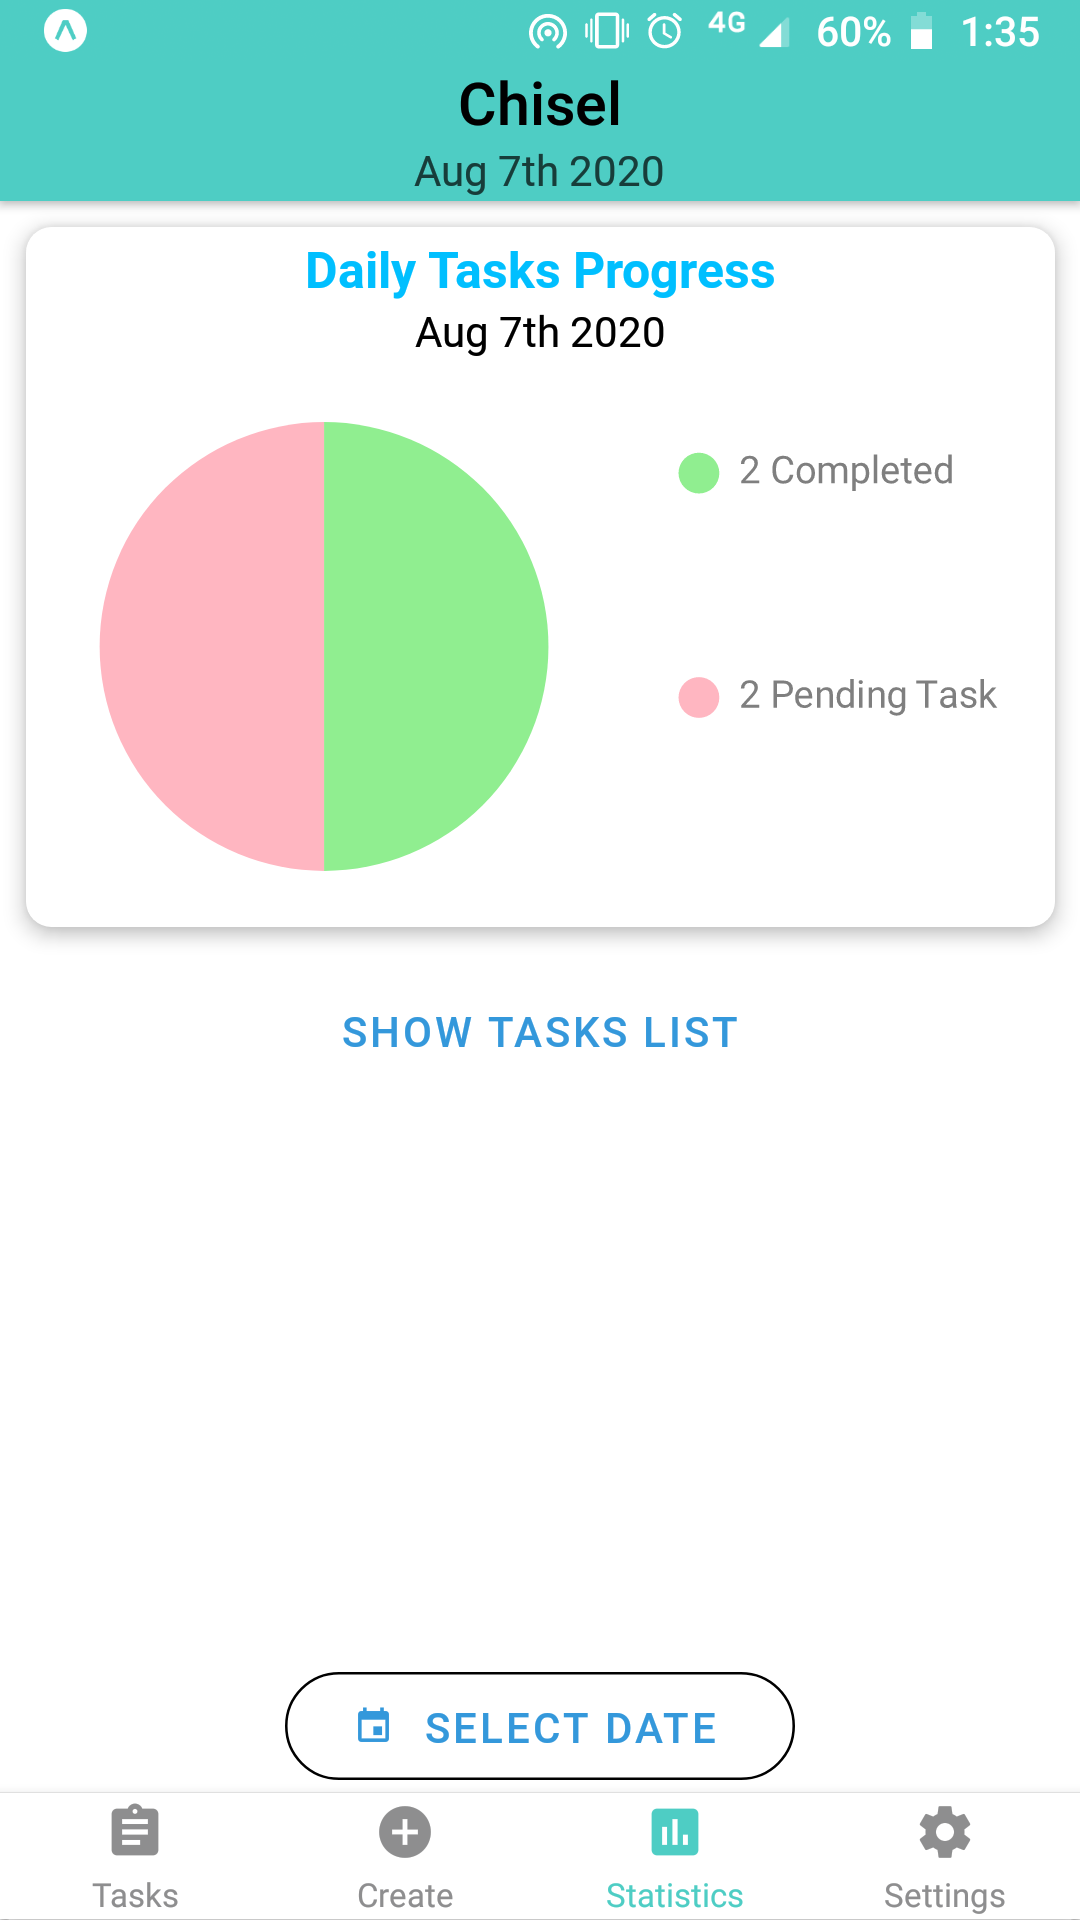 4G 60% 1:35
Chisel
Aug 7th 2020
Daily Tasks Progress
Aug 7th 2020
2 Completed
2 Pending Task
SHOW TASKS LIST
SELECT DATE
Tasks Create Statistics Settings